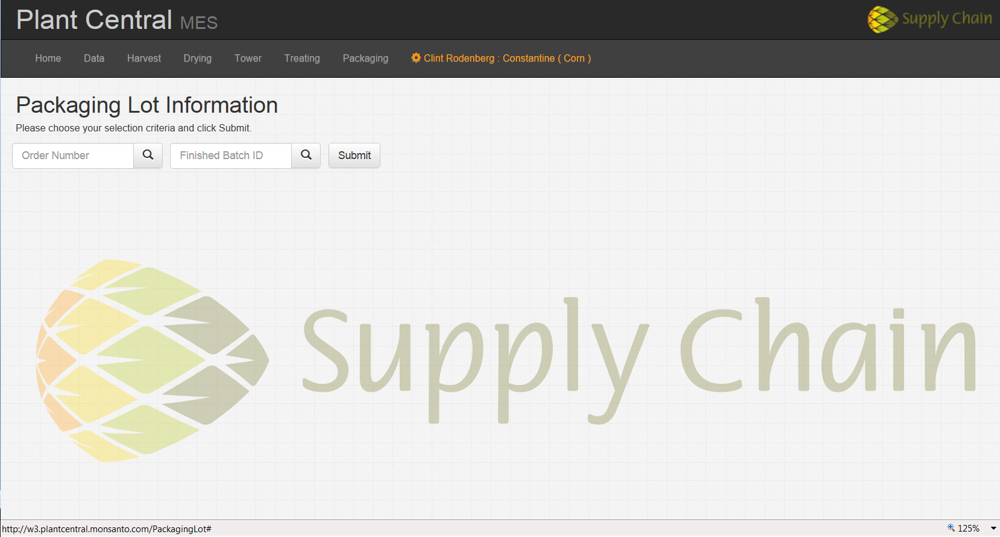 Plant Central MES
Supply Chain
Home Data Harvest Drying Tower Treating Packaging Clint Rodenberg : Constantine ( Corn )
Packaging Lot Information
Please choose your selection criteria and click Submit.
Order Number Finished Batch ID Submit
Supply Chain
http://w3.plantcentral.monsanto.com/PackagingLot#
125%